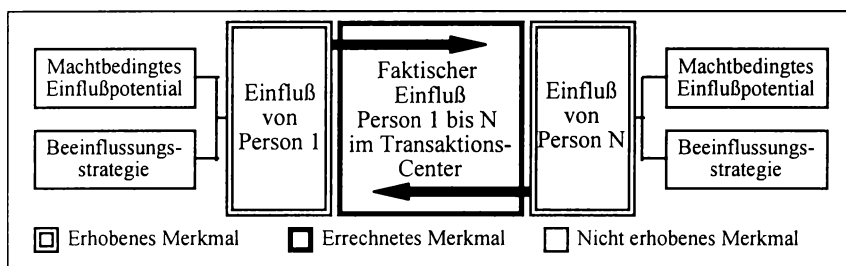 Machtbedingtes
Einflußpotential
Beeinflussungs-
strategie
Einfluß
von
Person 1
Faktischer
Einfluß
Person 1 bis N
im Transaktions-
Center
Einfluß
von
Person N
Machtbedingtes
Einflußpotential
Beeinflussungs-
strategie
Erhobenes Merkmal
Errechnetes Merkmal
Nicht erhobenes Merkmal